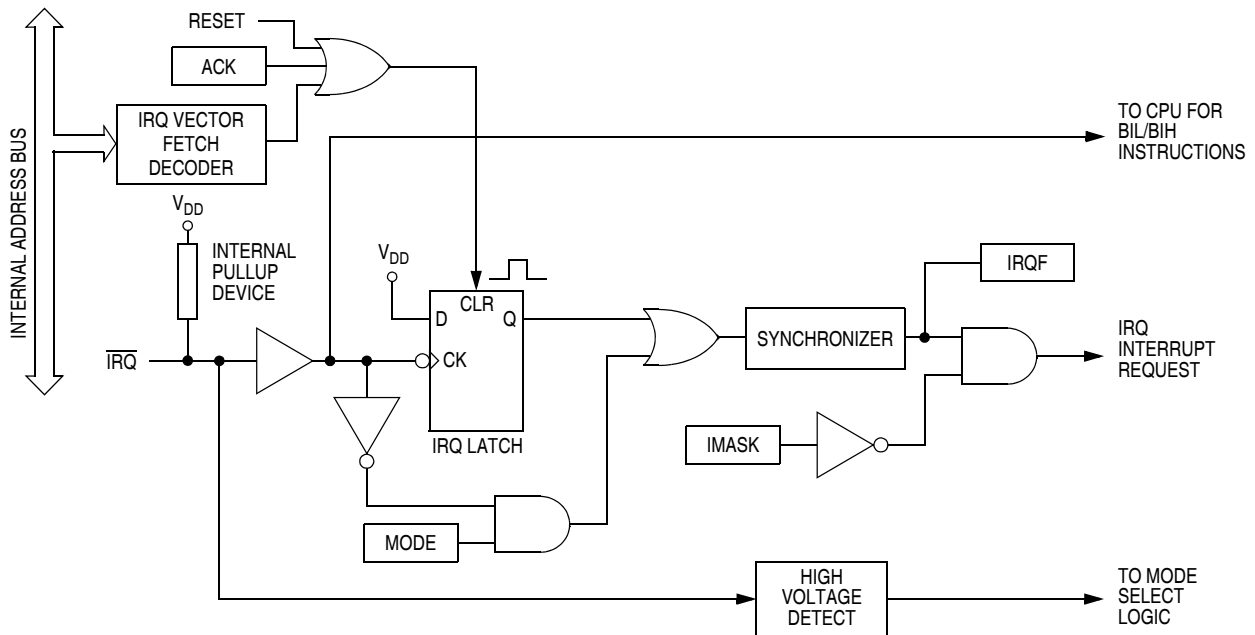 INTERNAL ADDRESS BUS
RESET
ACK
IRQ VECTOR
FETCH
DECODER
TO CPU FOR
BIL/BIH
INSTRUCTIONS
VDD
INTERNAL
PULLUP
DEVICE
VDD
CLR
D
Q
CK
IRQ LATCH
IRQ
SYNCHRONIZER
IRQF
IRQ
INTERRUPT
REQUEST
IMASK
MODE
HIGH
VOLTAGE
DETECT
TO MODE
SELECT
LOGIC